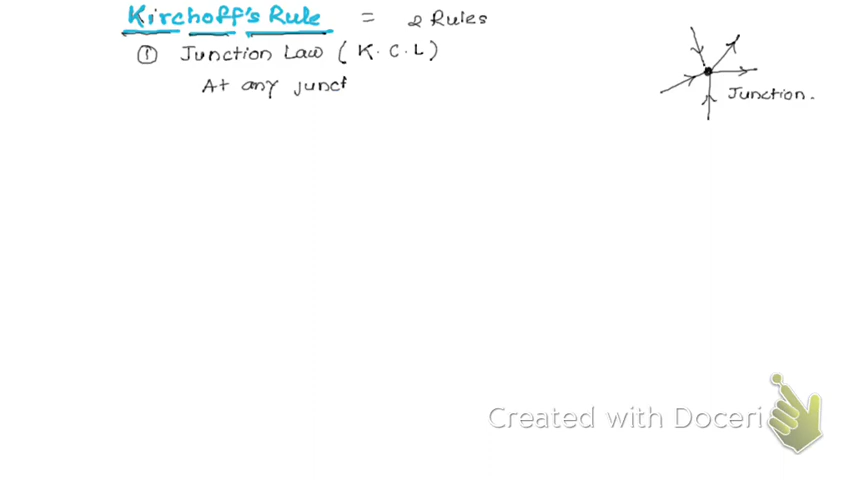 Kirchoff's Rule = 2 Rules
① Junction Law (K.C.L)
At any junct
Junction.
Created with Doceri